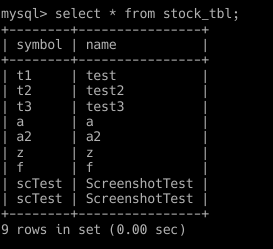 mysql> select * from stock_tbl;
+--------+----------------+
| symbol | name           |
+--------+----------------+
| t1     | test           |
| t2     | test2          |
| t3     | test3          |
| a      | a              |
| a2     | a2             |
| z      | z              |
| f      | f              |
| scTest | ScreenshotTest |
| scTest | ScreenshotTest |
+--------+----------------+
9 rows in set (0.00 sec)